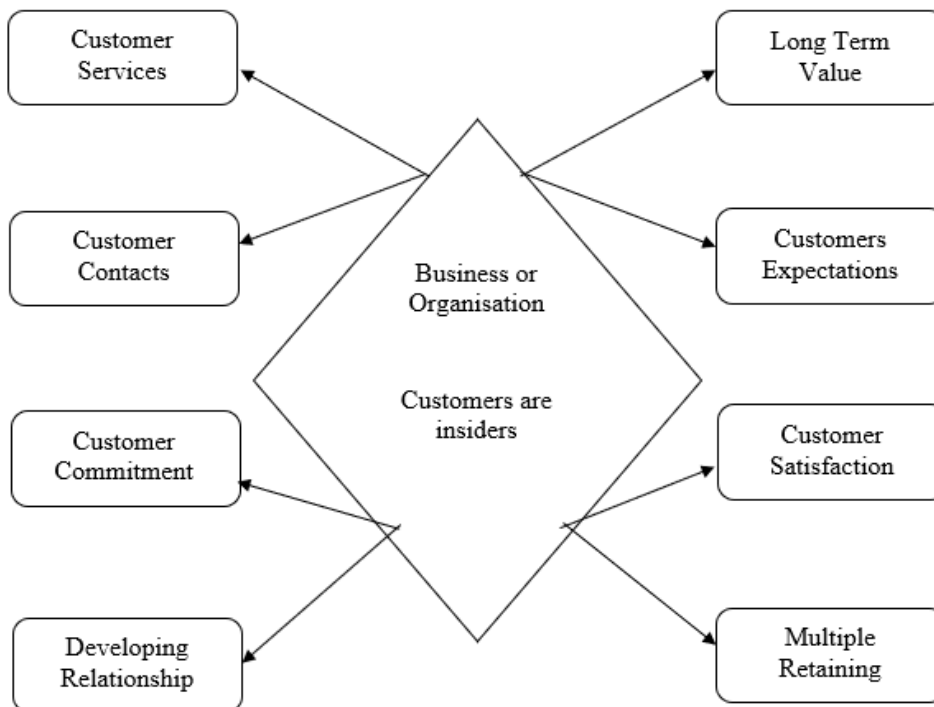 Customer
Services
Long Term
Value
Customer
Contacts
Customers
Expectations
Business or
Organisation
Customers are
insiders
Customer
Commitment
Customer
Satisfaction
Developing
Relationship
Multiple
Retaining